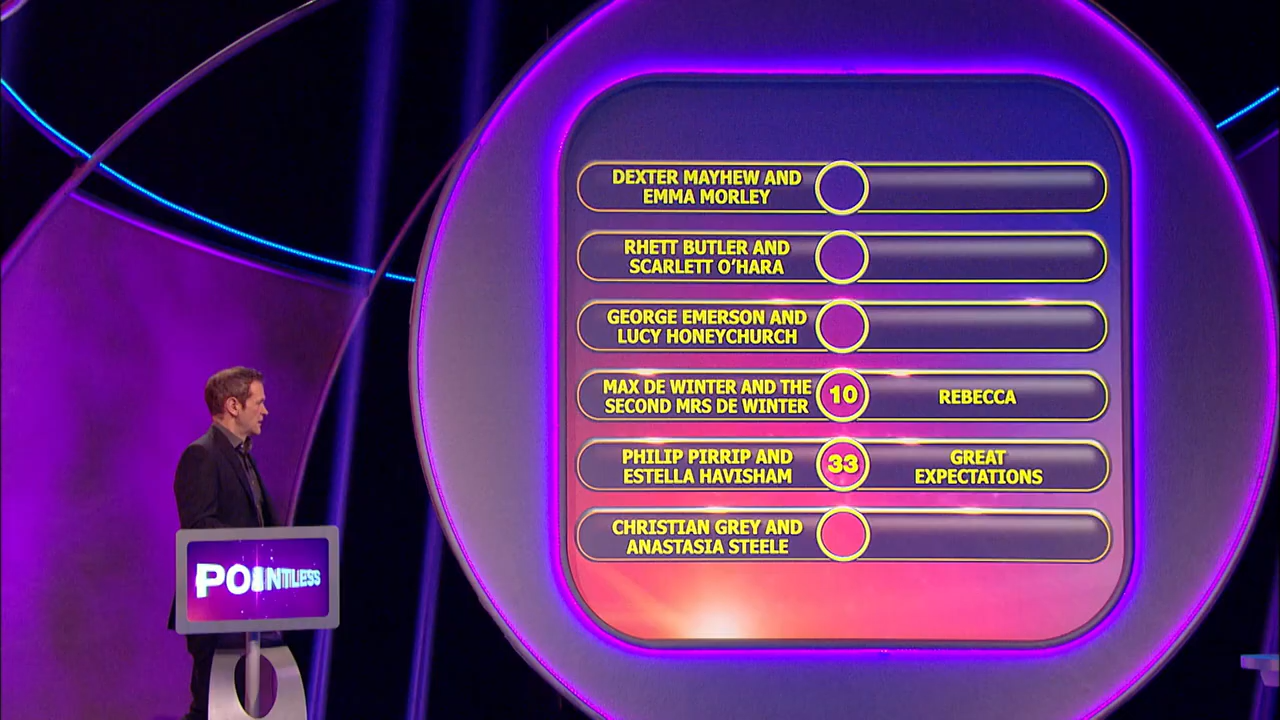 DEXTER MAYHEW AND
EMMA MORLEY
RHETT BUTLER AND
SCARLETT O'HARA
GEORGE EMERSON AND
LUCY HONEYCHURCH
MAX DE WINTER AND THE
SECOND MRS DE WINTER
10
REBECCA
PHILIP PIRRIP AND
ESTELLA HAVISHAM
33
GREAT
EXPECTATIONS
CHRISTIAN GREY AND
ANASTASIA STEELE
POINTLESS